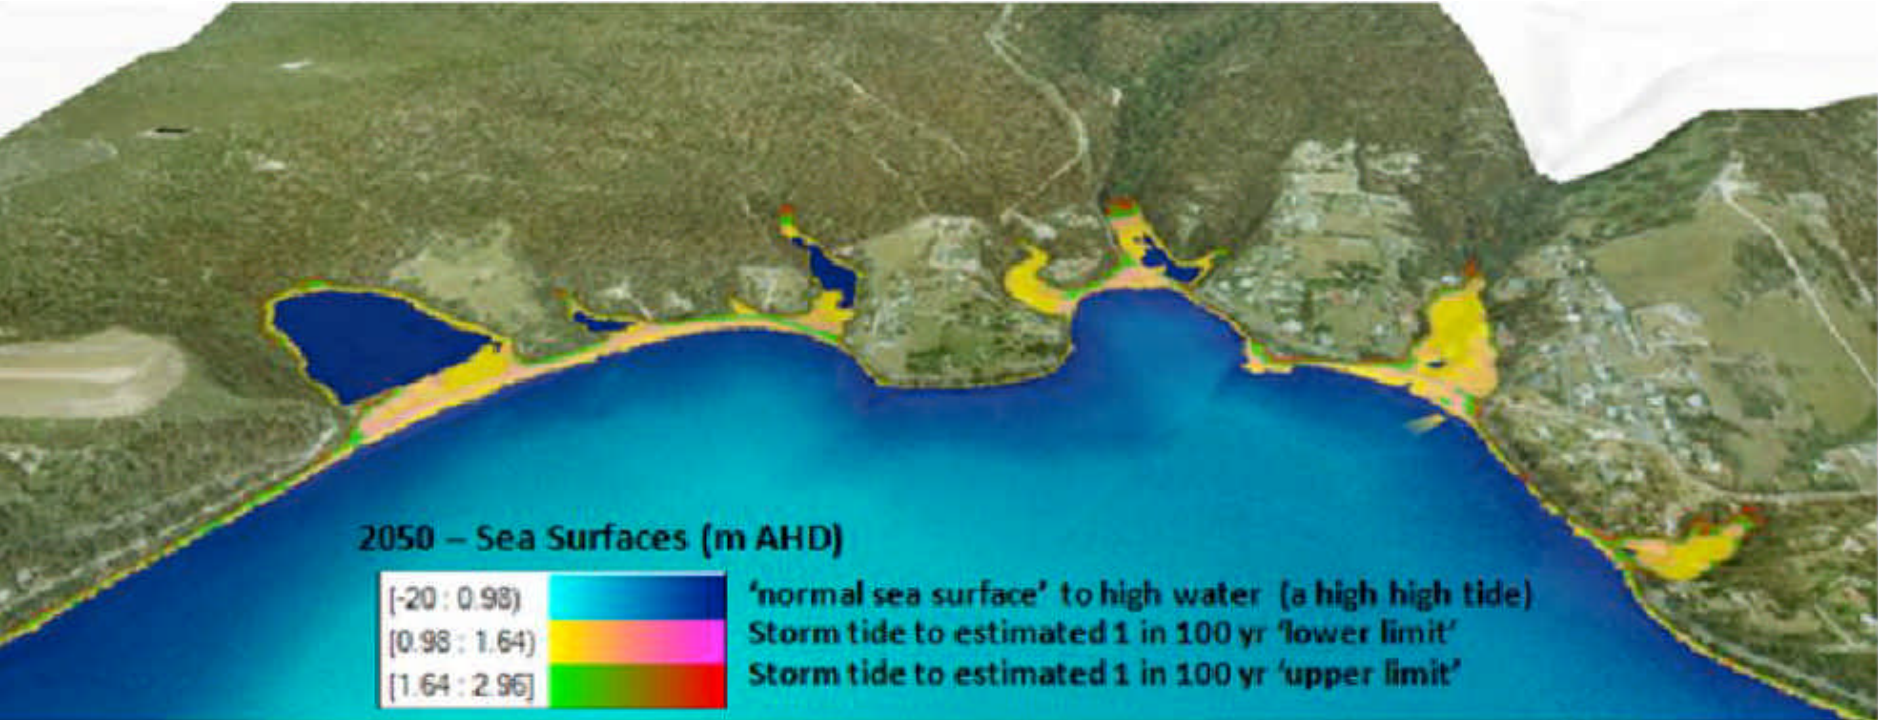 2050 – Sea Surfaces (m AHD)
[-20 : 0.98) 'normal sea surface' to high water (a high high tide)
[0.98 : 1.64) Storm tide to estimated 1 in 100 yr 'lower limit'
[1.64 : 2.96] Storm tide to estimated 1 in 100 yr 'upper limit'